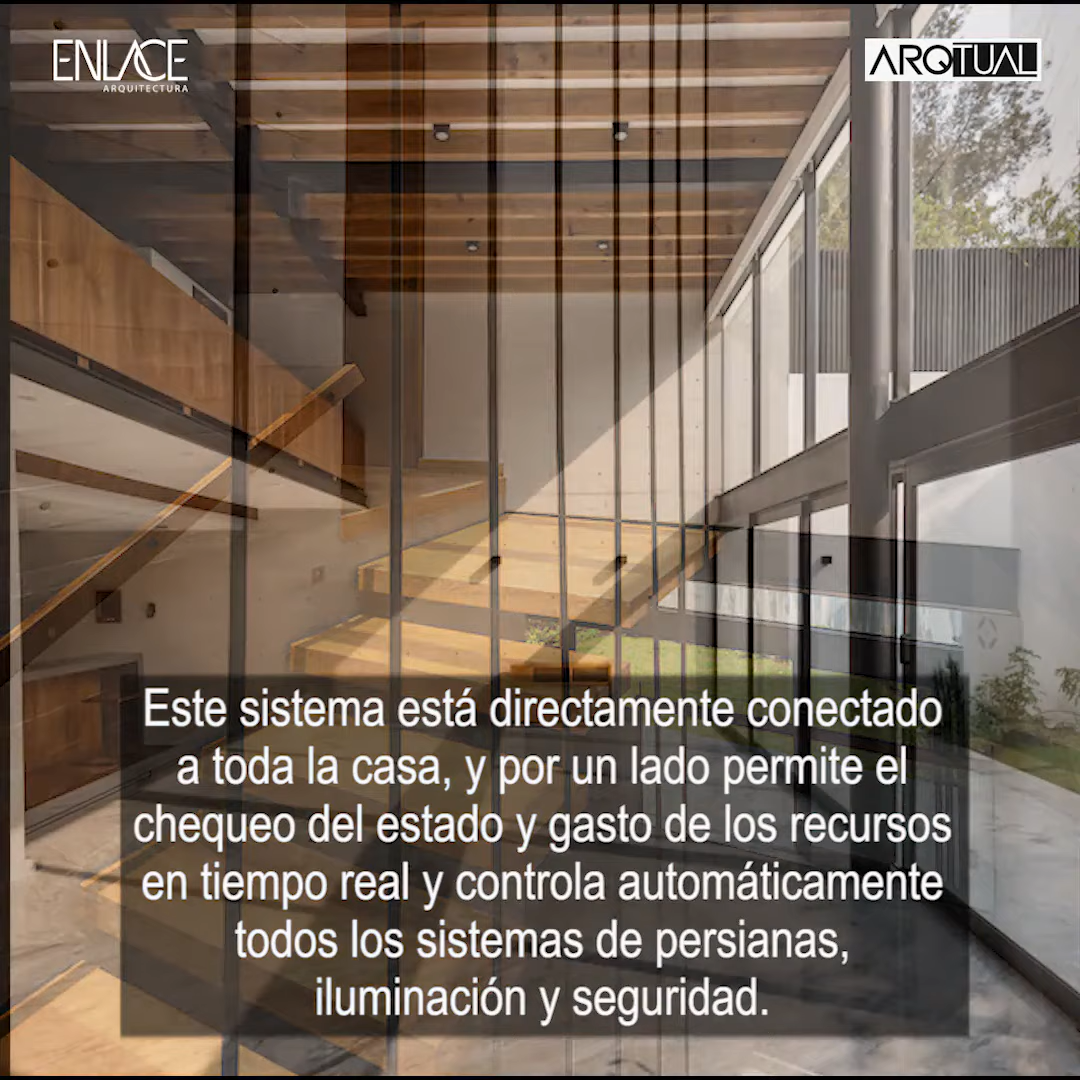 ENLACE
ARQUITECTURA
ARQTUAL
Este sistema está directamente conectado
a toda la casa, y por un lado permite el
chequeo del estado y gasto de los recursos
en tiempo real y controla automáticamente
todos los sistemas de persianas,
iluminación y seguridad.